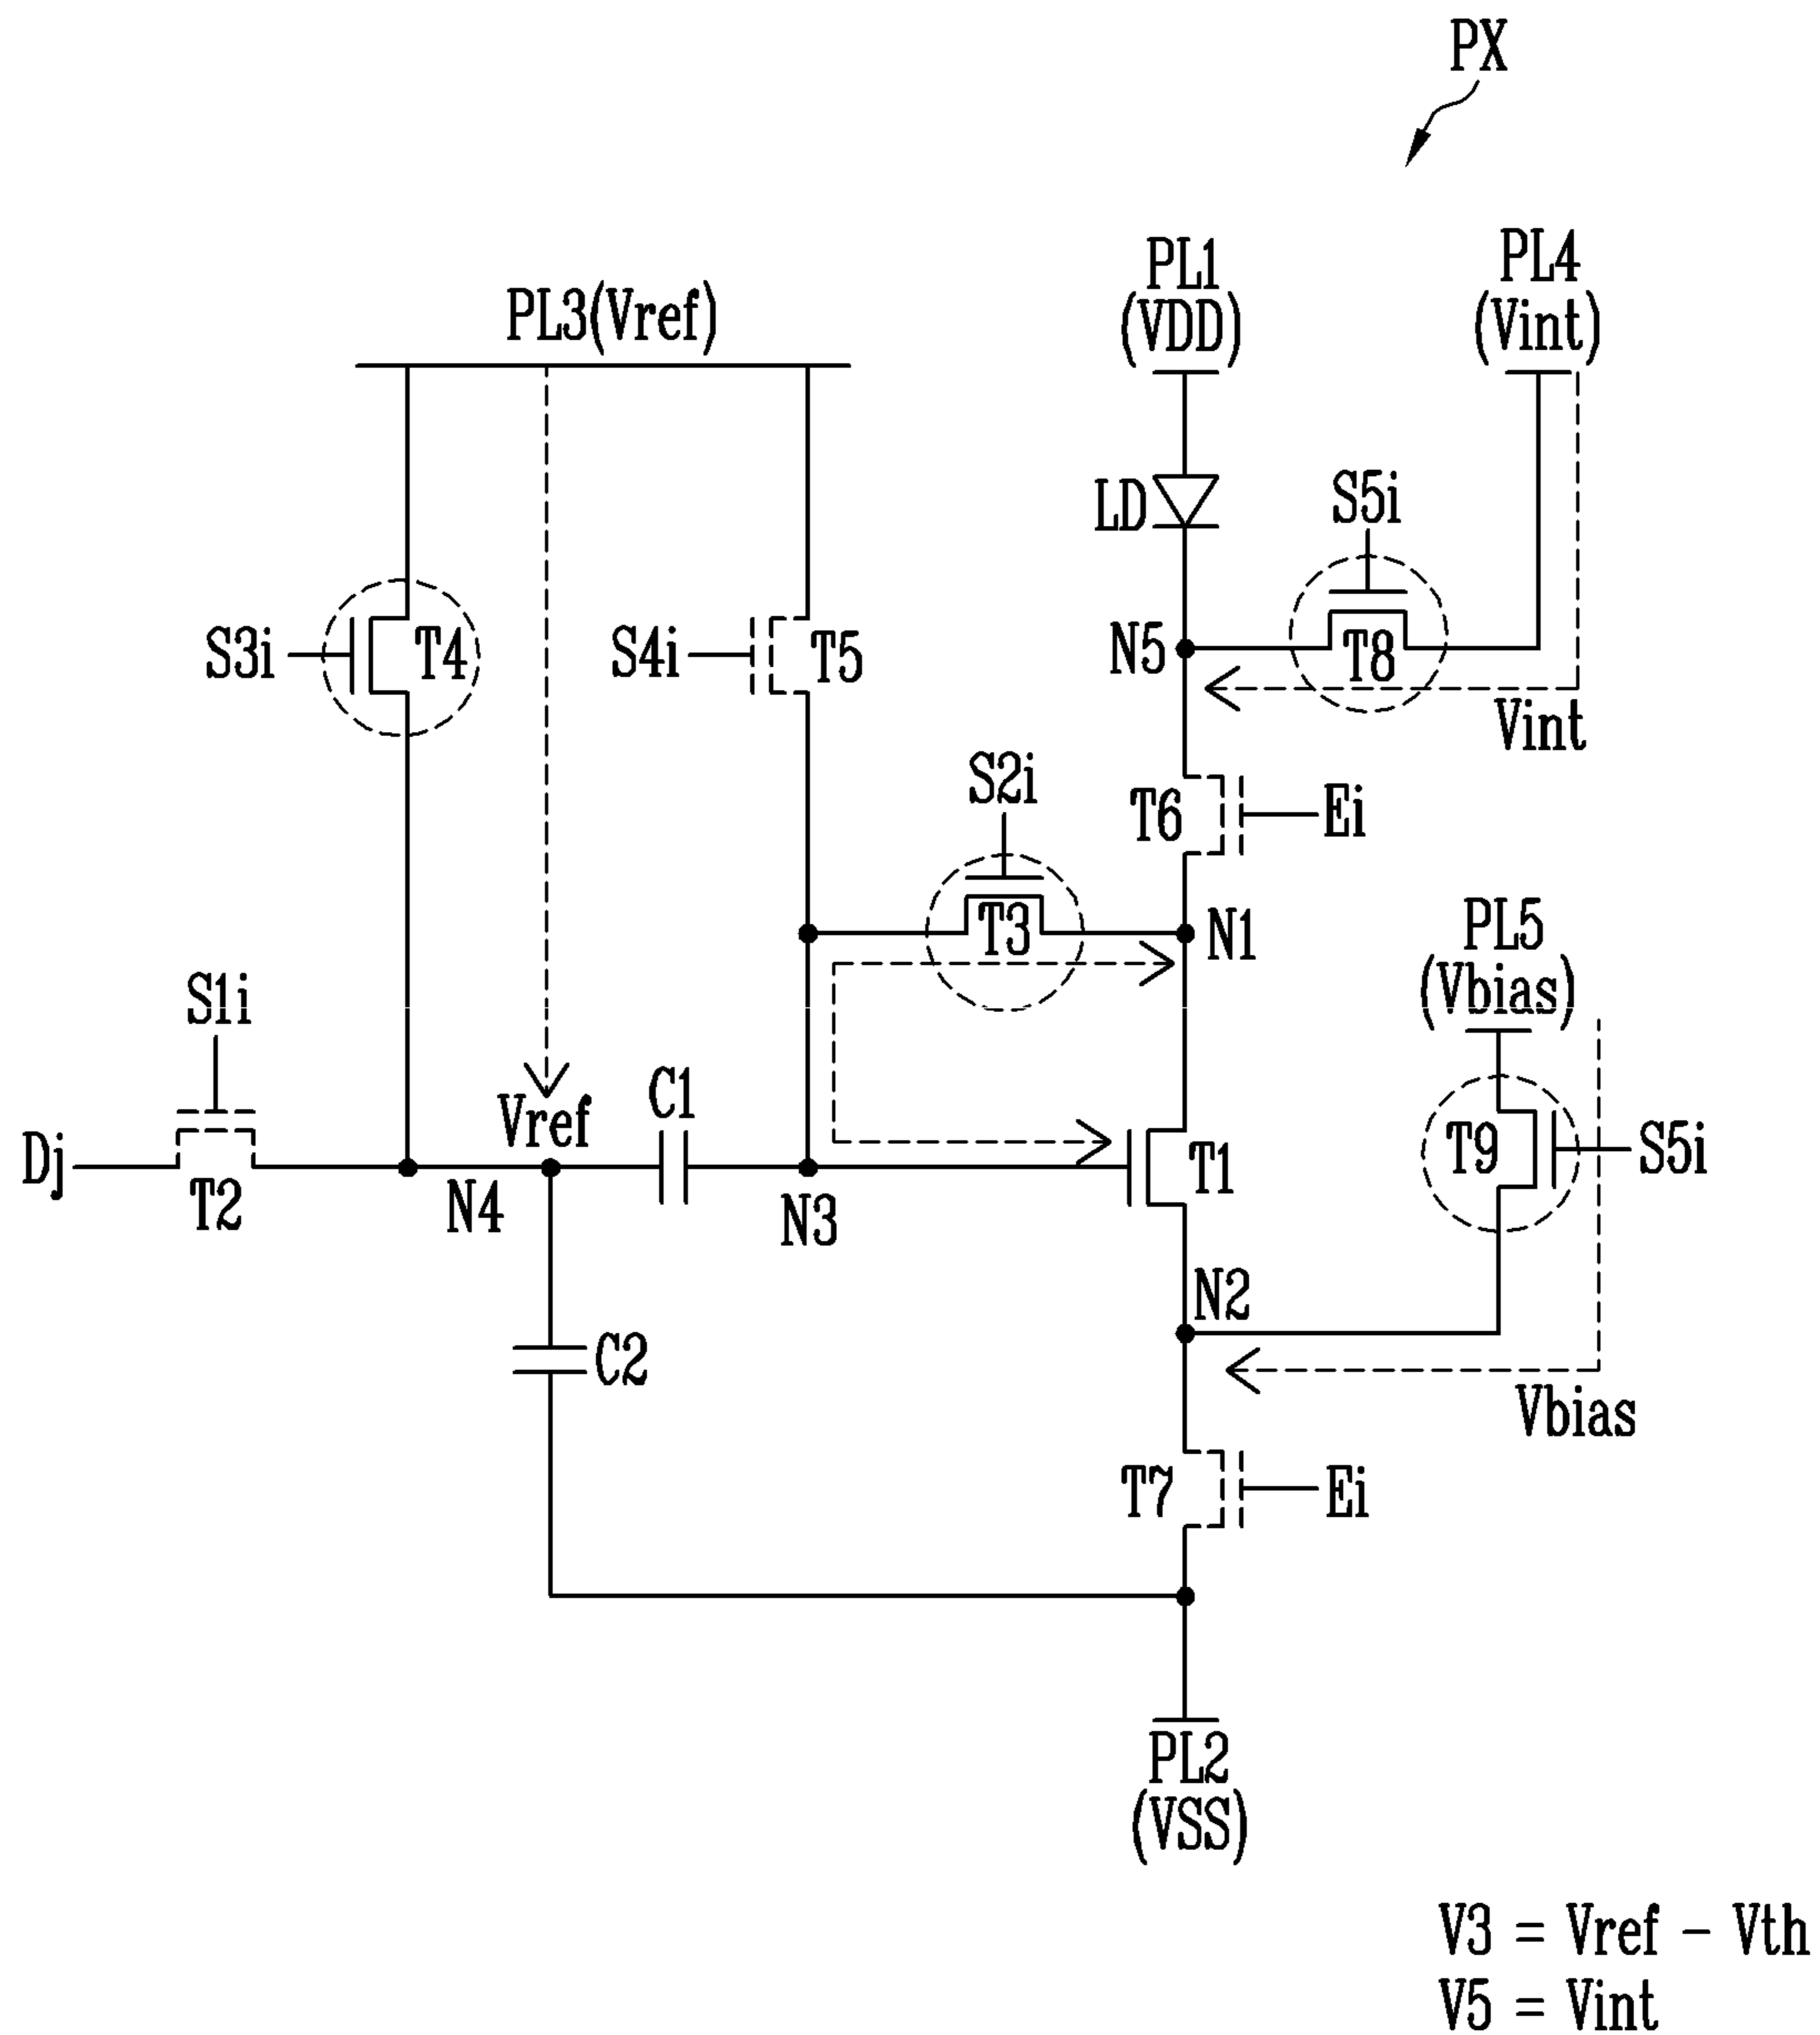 PX
PL1
(VDD)
PL4
(Vint)
PL3(Vref)
LD
S5i
S3i
T4
S4i
T5
N5
T8
Vint
S2i
T6
Ei
T3
N1
PL5
(Vbias)
S1i
C1
Vref
Dj
T2
N4
N3
T1
T9
S5i
N2
C2
Vbias
T7
Ei
PL2
(VSS)
V3 = Vref - Vth
V5 = Vint